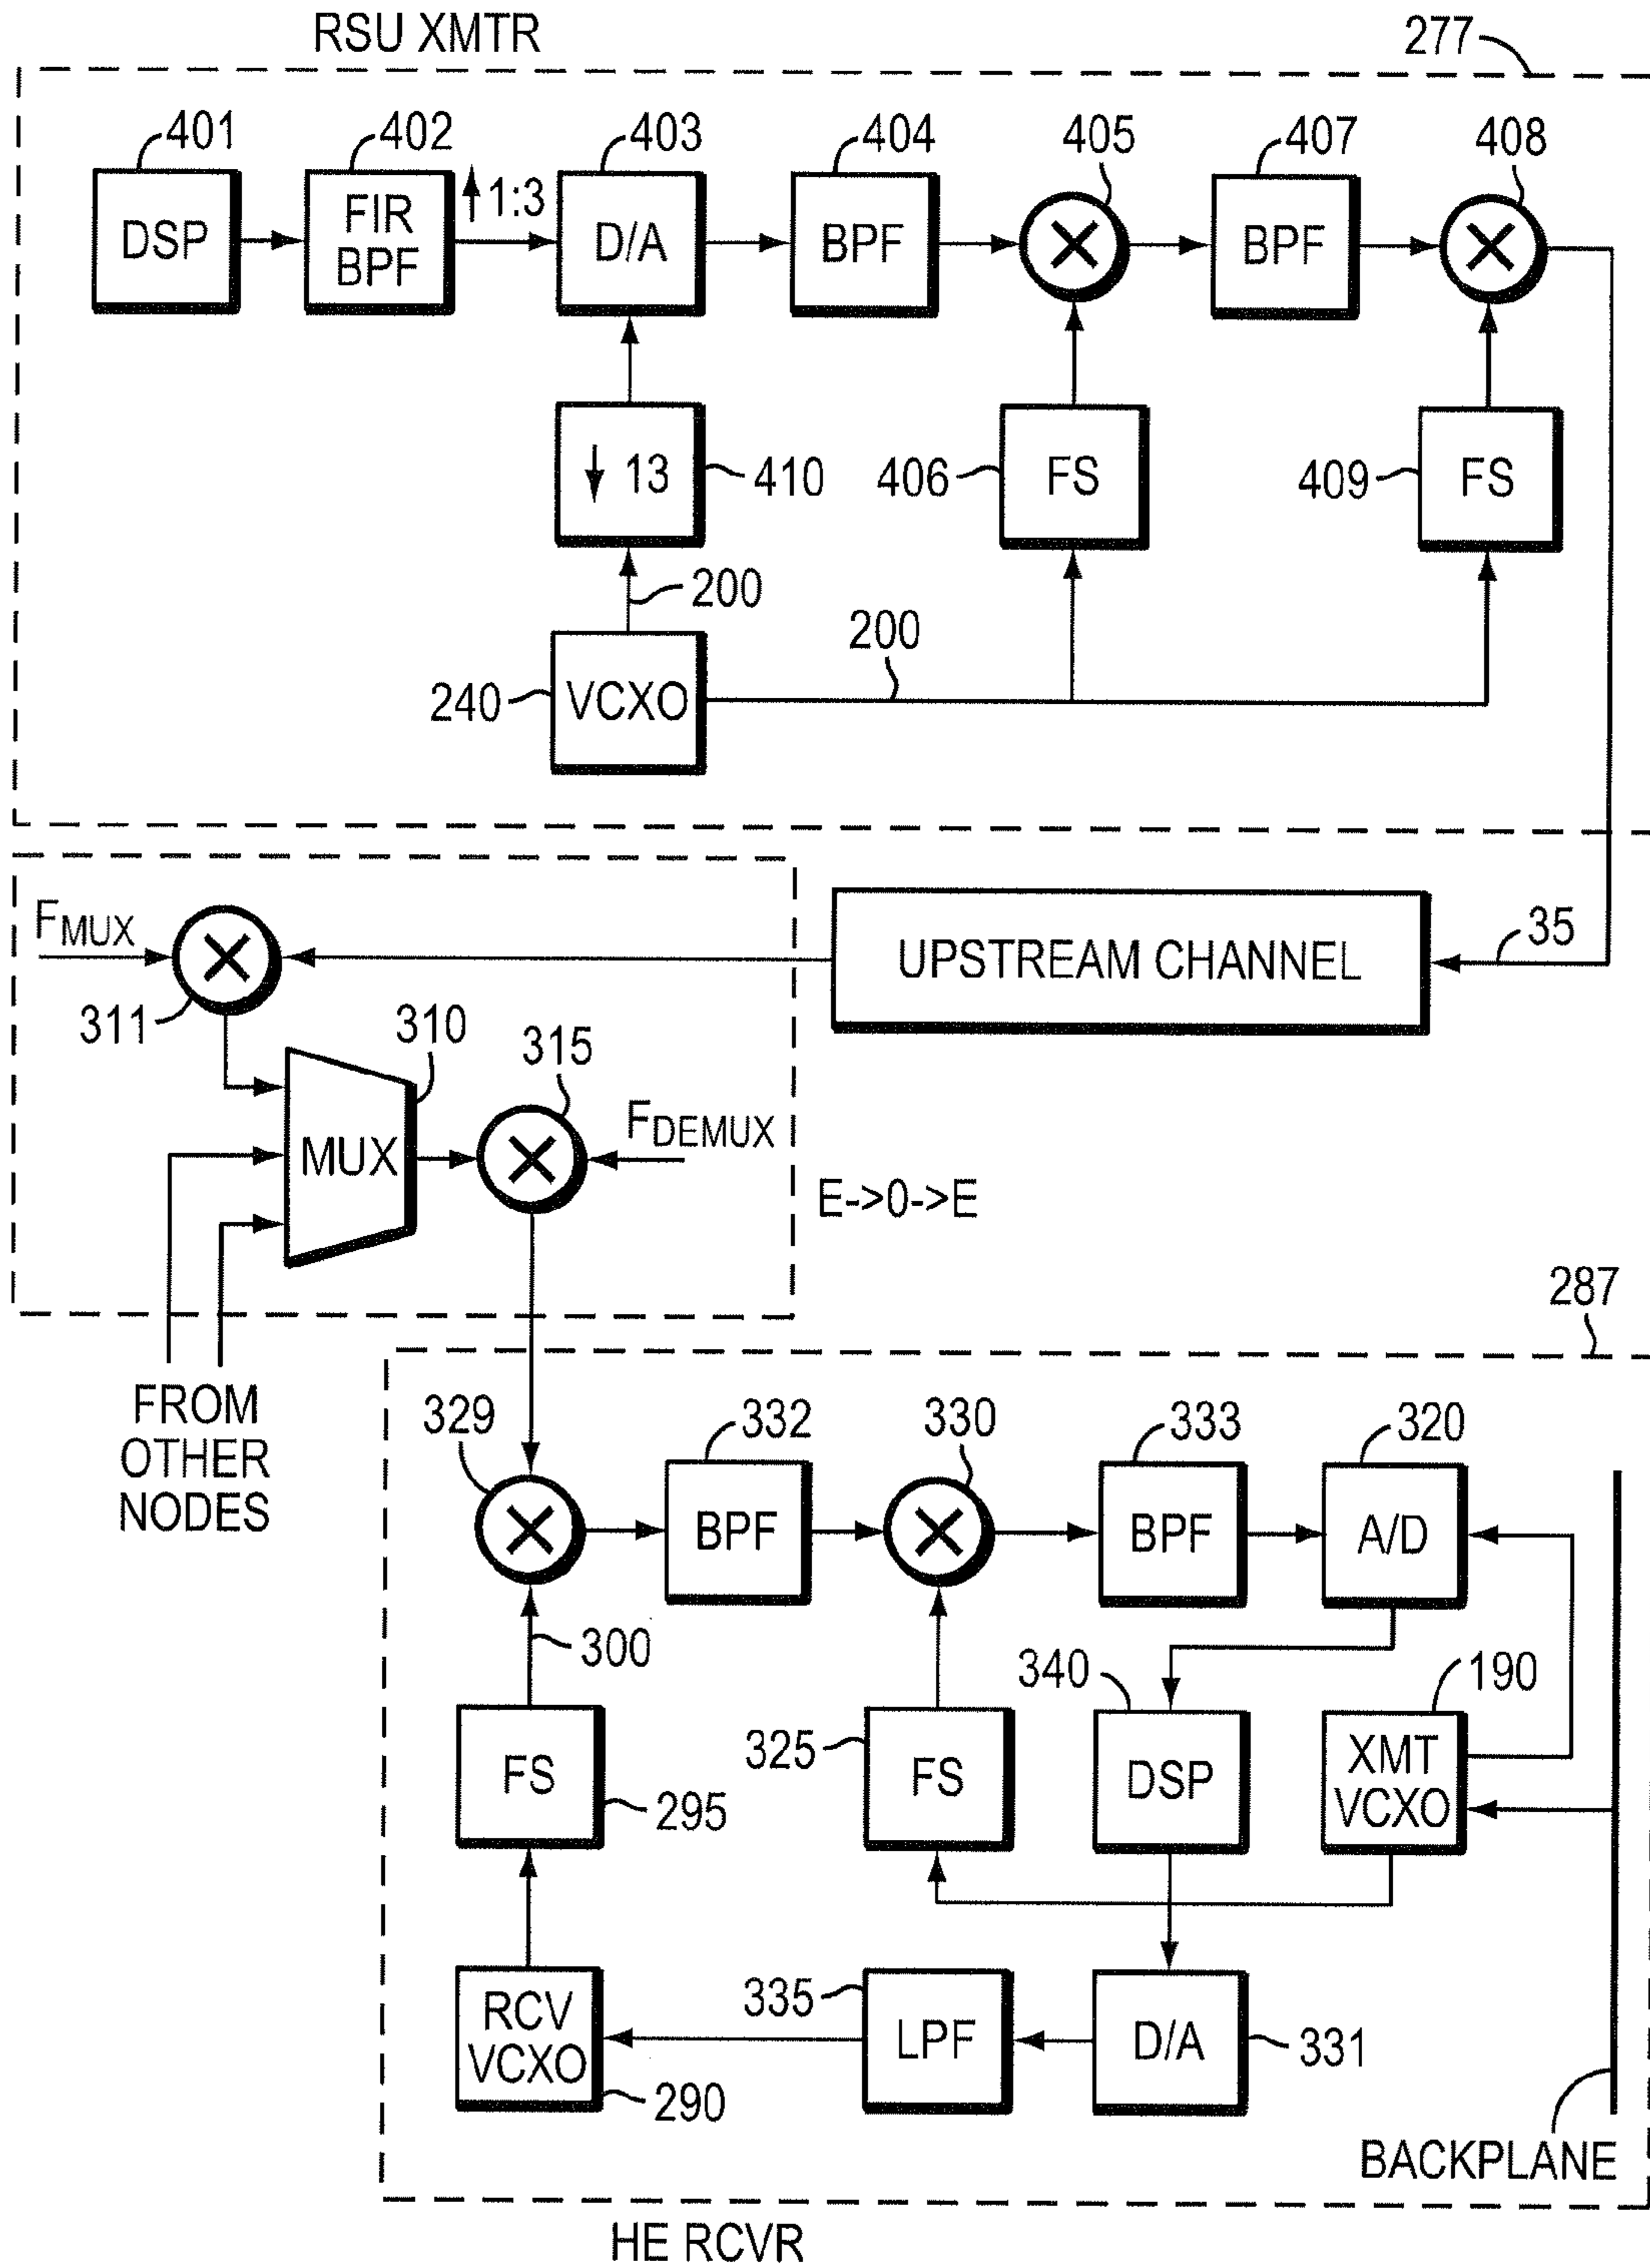 RSU XMTR
277
401
402
403
404
405
407
408
DSP
FIR
BPF
↑ 1:3
D/A
BPF
BPF
↓ 13
410
406
FS
409
FS
200
200
240
VCXO
F_MUX
UPSTREAM CHANNEL
35
311
310
315
MUX
F_DEMUX
E->0->E
287
FROM
OTHER
NODES
329
332
330
333
320
BPF
BPF
A/D
300
340
190
325
FS
295
FS
DSP
XMT
VCXO
335
RCV
VCXO
290
LPF
D/A
331
BACKPLANE
HE RCVR